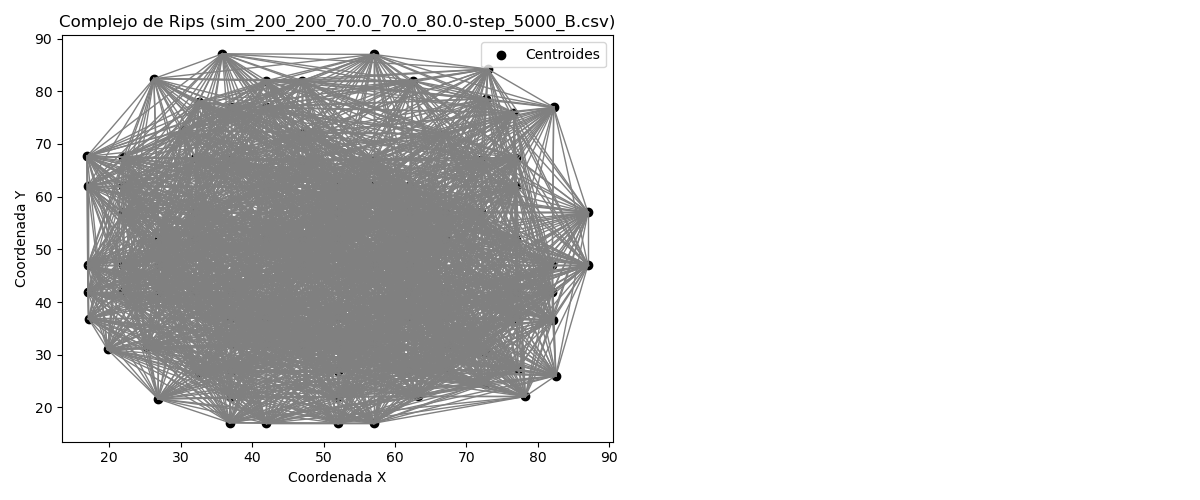 Complejo de Rips (sim_200_200_70.0_70.0_80.0-step_5000_B.csv)
Centroides
90
80
70
60
50
40
30
20
Coordenada Y
20 30 40 50 60 70 80 90
Coordenada X